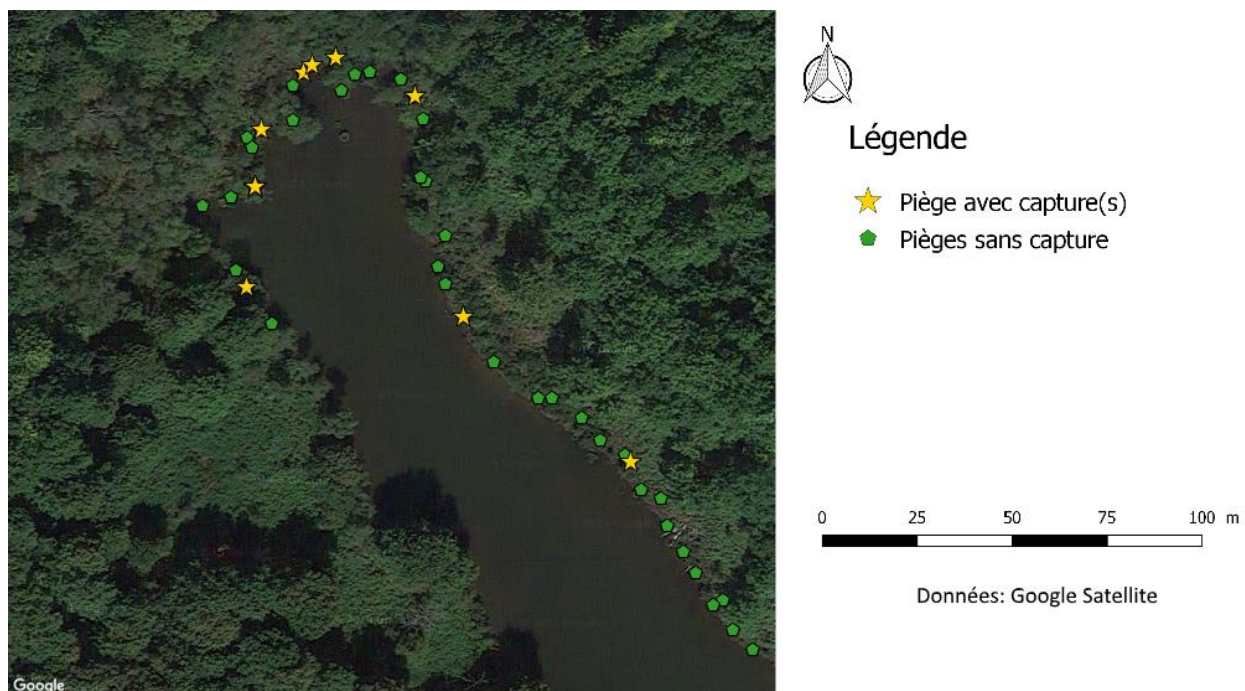 N
Légende
Piège avec capture(s)
Pièges sans capture
0 25 50 75 100 m
Données: Google Satellite
Google